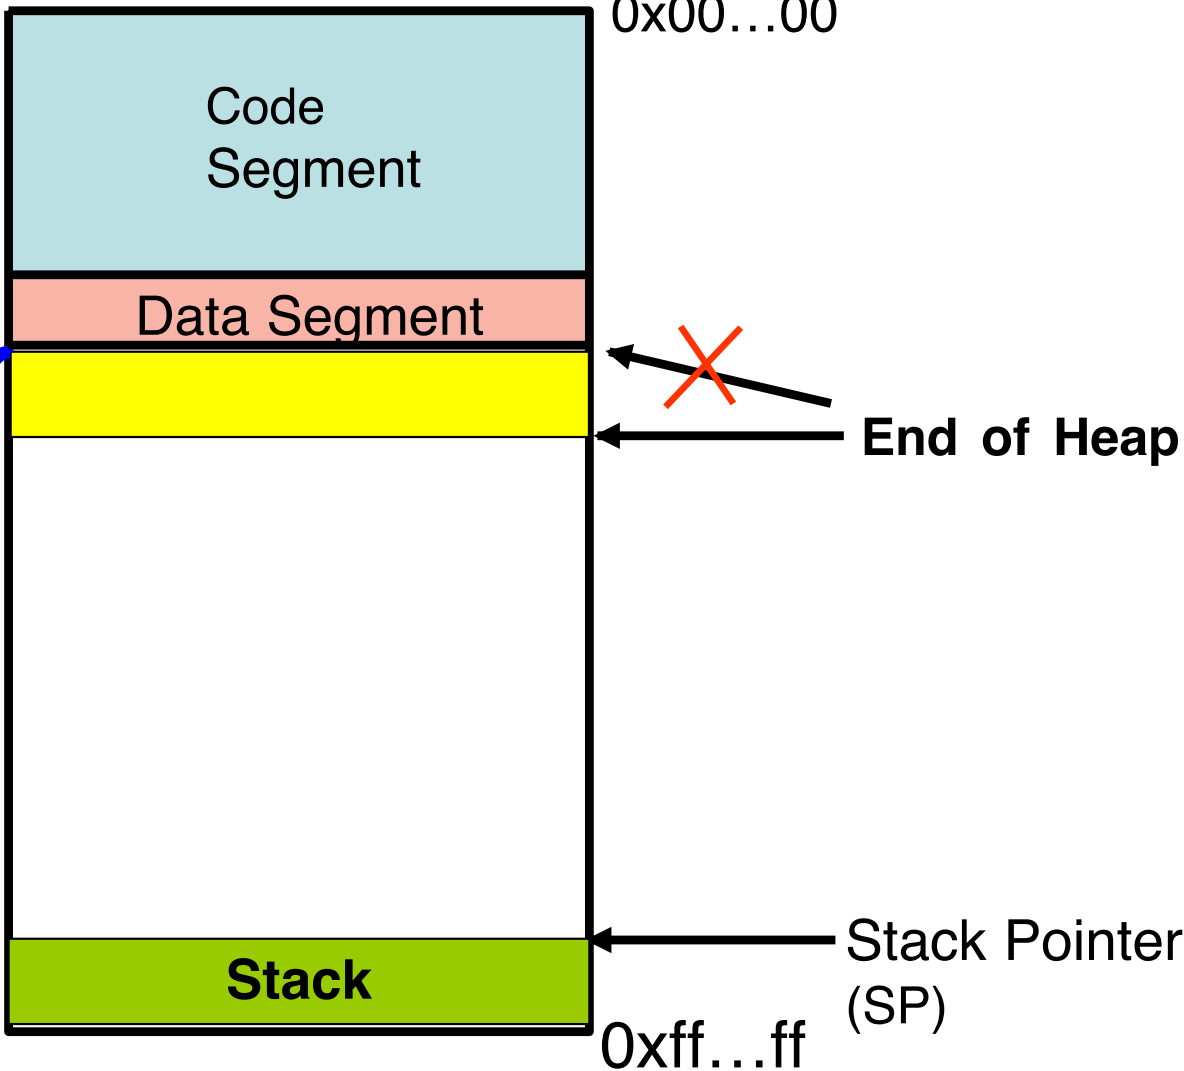 0x00…00
Code
Segment
Data Segment
End of Heap
Stack Pointer
(SP)
Stack
0xff…ff